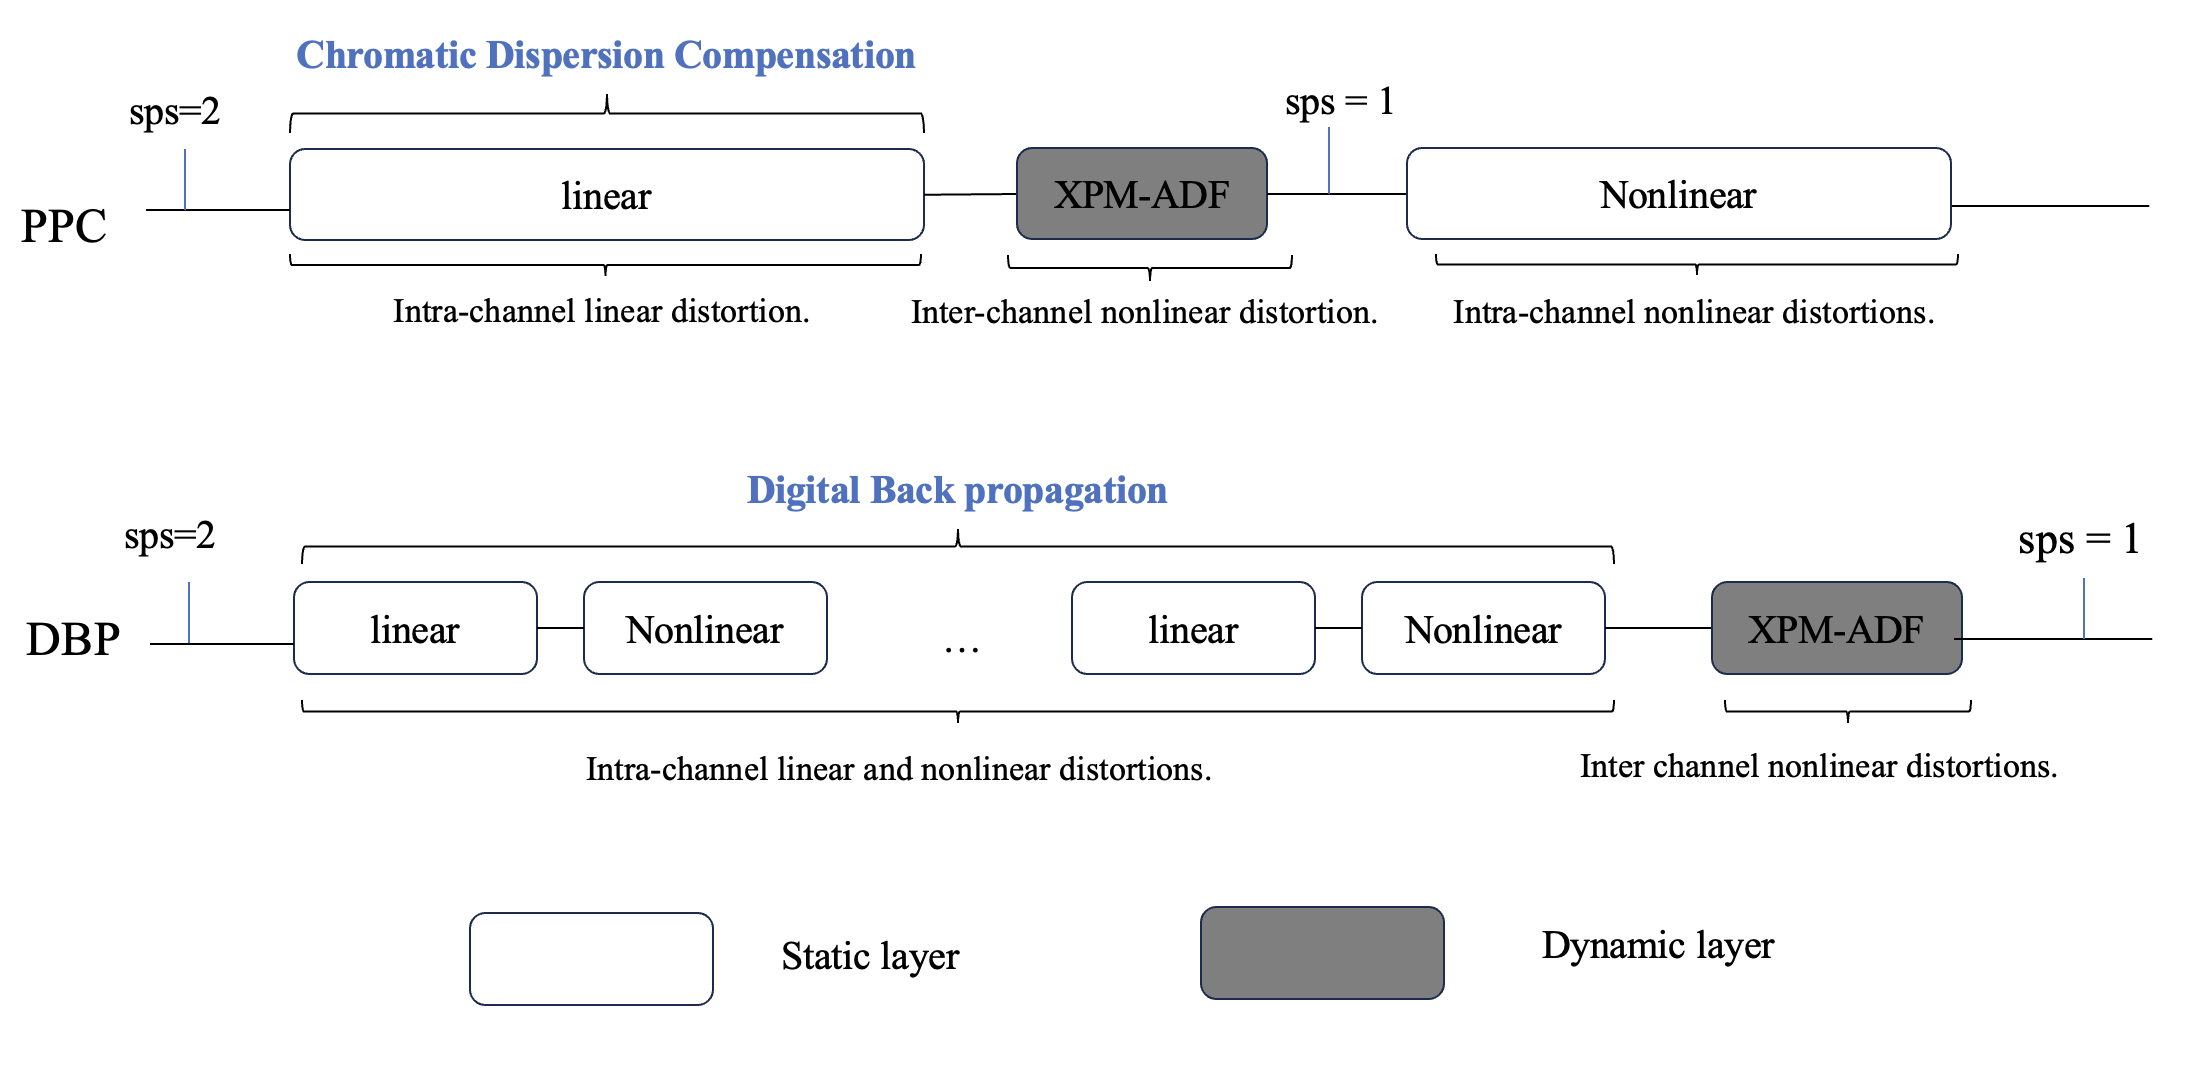 Chromatic Dispersion Compensation
sps=2
sps = 1
PPC
linear
XPM-ADF
Nonlinear
Intra-channel linear distortion.
Inter-channel nonlinear distortion.
Intra-channel nonlinear distortions.
Digital Back propagation
sps=2
sps = 1
DBP
linear
Nonlinear
...
linear
Nonlinear
XPM-ADF
Intra-channel linear and nonlinear distortions.
Inter channel nonlinear distortions.
Static layer
Dynamic layer